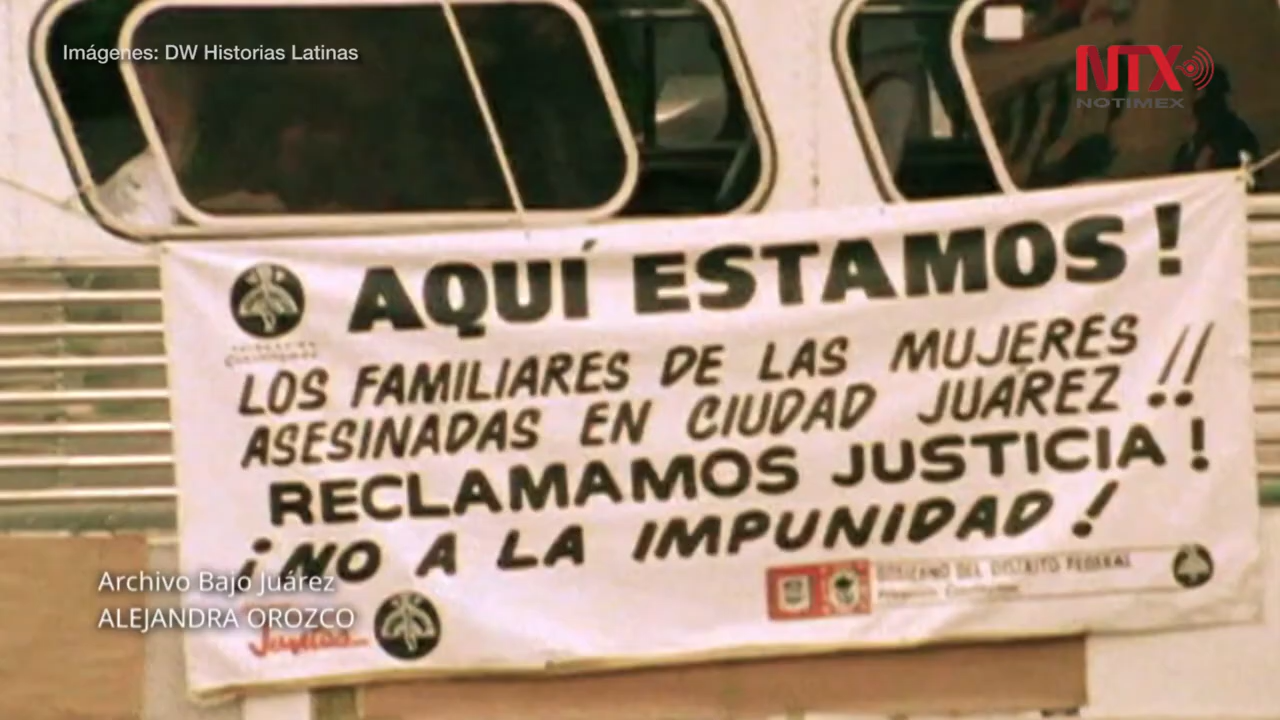 Imágenes: DW Historias Latinas
NTX
NOTIMEX
AQUÍ ESTAMOS!
LOS FAMILIARES DE LAS MUJERES
ASESINADAS EN CIUDAD JUÁREZ!!
RECLAMAMOS JUSTICIA!
¡NO A LA IMPUNIDAD!
GOBIERNO DEL DISTRITO FEDERAL
Archivo Bajo Juárez
ALEJANDRA OROZCO